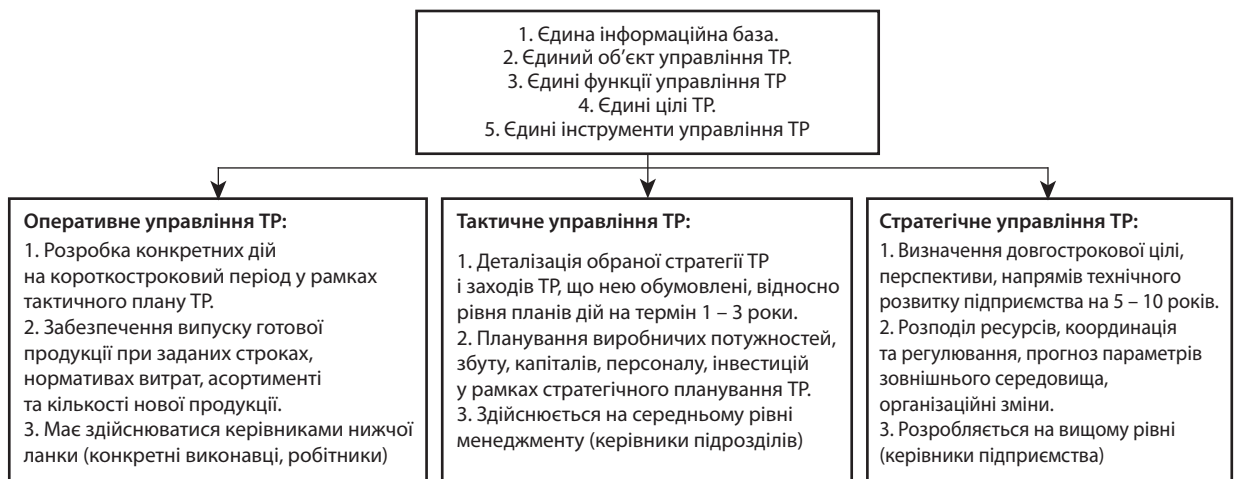 1. Єдина інформаційна база.
2. Єдиний об’єкт управління ТР.
3. Єдині функції управління ТР
4. Єдині цілі ТР.
5. Єдині інструменти управління ТР
Оперативне управління ТР:
1. Розробка конкретних дій
на короткостроковий період у рамках
тактичного плану ТР.
2. Забезпечення випуску готової
продукції при заданих строках,
нормативах витрат, асортименті
та кількості нової продукції.
3. Має здійснюватися керівниками нижчої
ланки (конкретні виконавці, робітники)
Тактичне управління ТР:
1. Деталізація обраної стратегії ТР
і заходів ТР, що нею обумовлені, відносно
рівня планів дій на термін 1 – 3 роки.
2. Планування виробничих потужностей,
збуту, капіталів, персоналу, інвестицій
у рамках стратегічного планування ТР.
3. Здійснюється на середньому рівні
менеджменту (керівники підрозділів)
Стратегічне управління ТР:
1. Визначення довгострокової цілі,
перспективи, напрямів технічного
розвитку підприємства на 5 – 10 років.
2. Розподіл ресурсів, координація
та регулювання, прогноз параметрів
зовнішнього середовища,
організаційні зміни.
3. Розробляється на вищому рівні
(керівники підприємства)